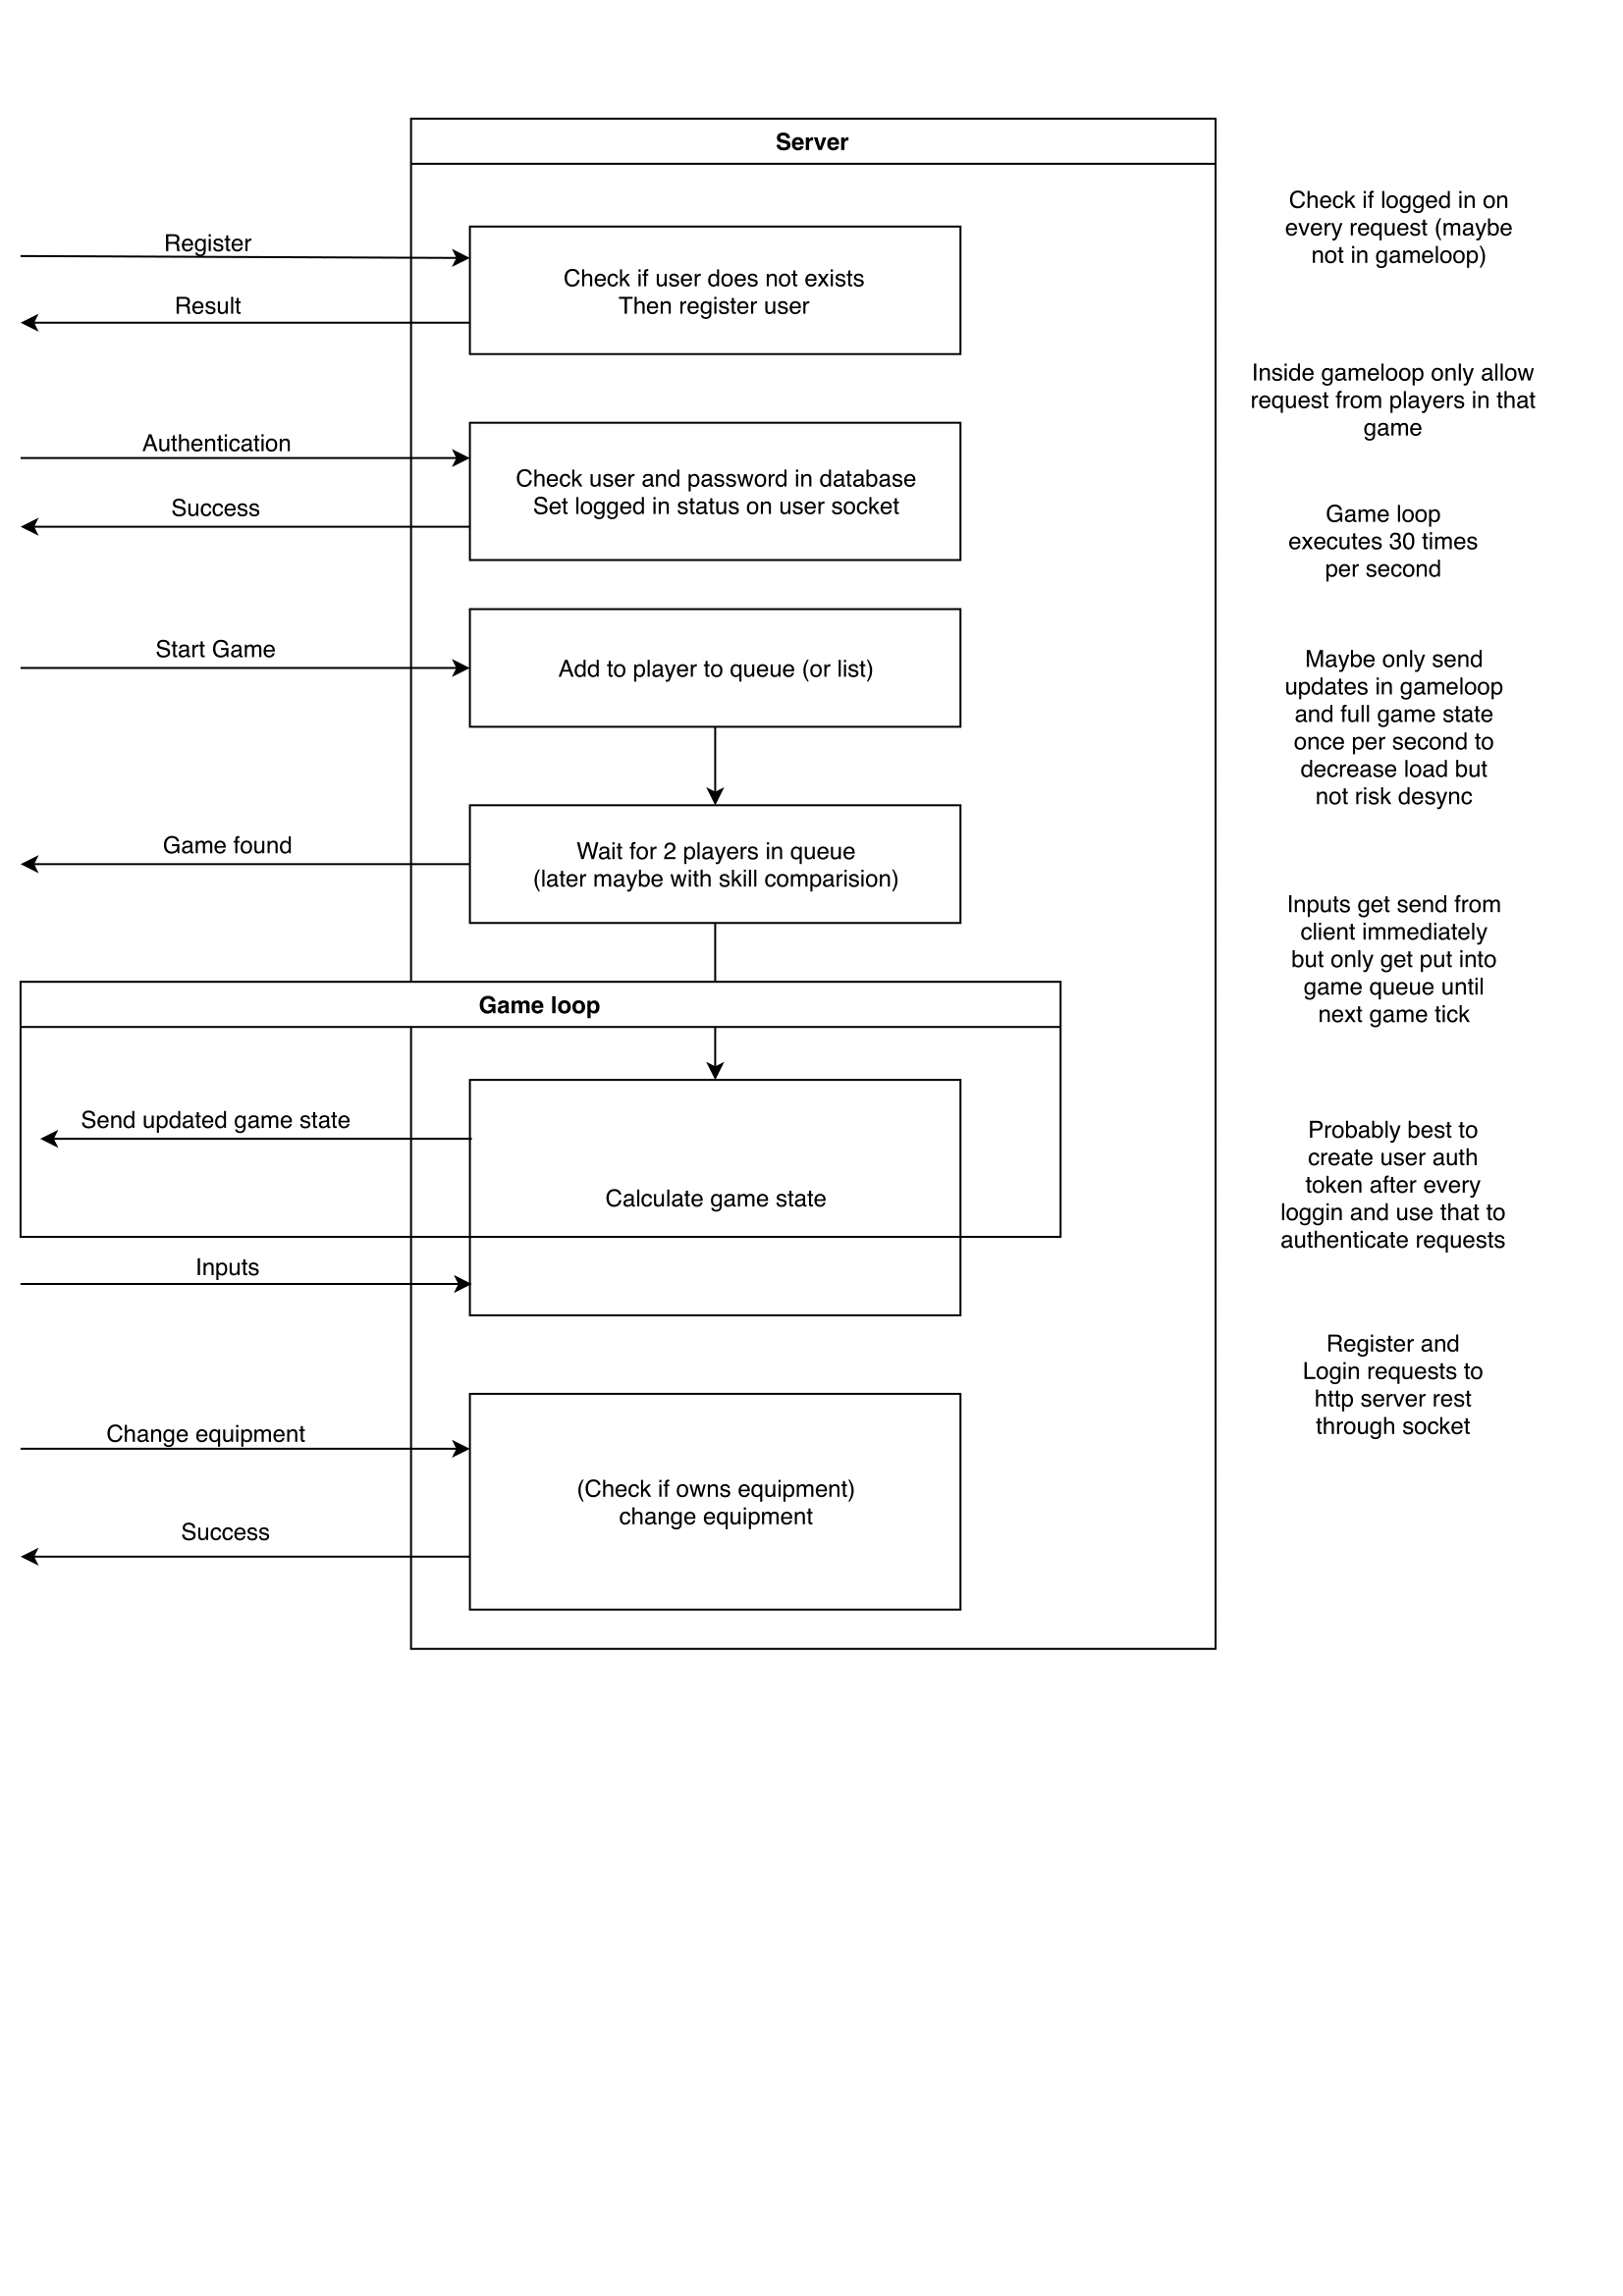 Server
Register
Result
Check if user does not exists
Then register user
Authentication
Success
Check user and password in database
Set logged in status on user socket
Start Game
Add to player to queue (or list)
Game found
Wait for 2 players in queue
(later maybe with skill comparision)
Game loop
Send updated game state
Calculate game state
Inputs
Change equipment
Success
(Check if owns equipment)
change equipment
Check if logged in on
every request (maybe
not in gameloop)
Inside gameloop only allow
request from players in that
game
Game loop
executes 30 times
per second
Maybe only send
updates in gameloop
and full game state
once per second to
decrease load but
not risk desync
Inputs get send from
client immediately
but only get put into
game queue until
next game tick
Probably best to
create user auth
token after every
loggin and use that to
authenticate requests
Register and
Login requests to
http server rest
through socket